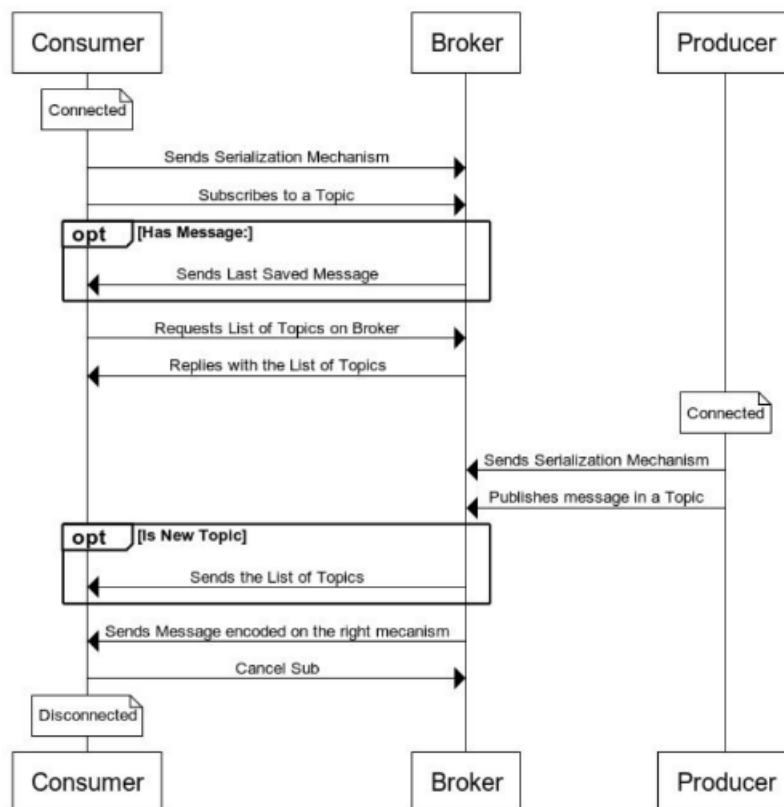 Consumer
Broker
Producer
Connected
Sends Serialization Mechanism
Subscribes to a Topic
opt [Has Message:]
Sends Last Saved Message
Requests List of Topics on Broker
Replies with the List of Topics
Connected
Sends Serialization Mechanism
Publishes message in a Topic
opt [Is New Topic]
Sends the List of Topics
Sends Message encoded on the right mecanism
Cancel Sub
Disconnected
Consumer
Broker
Producer